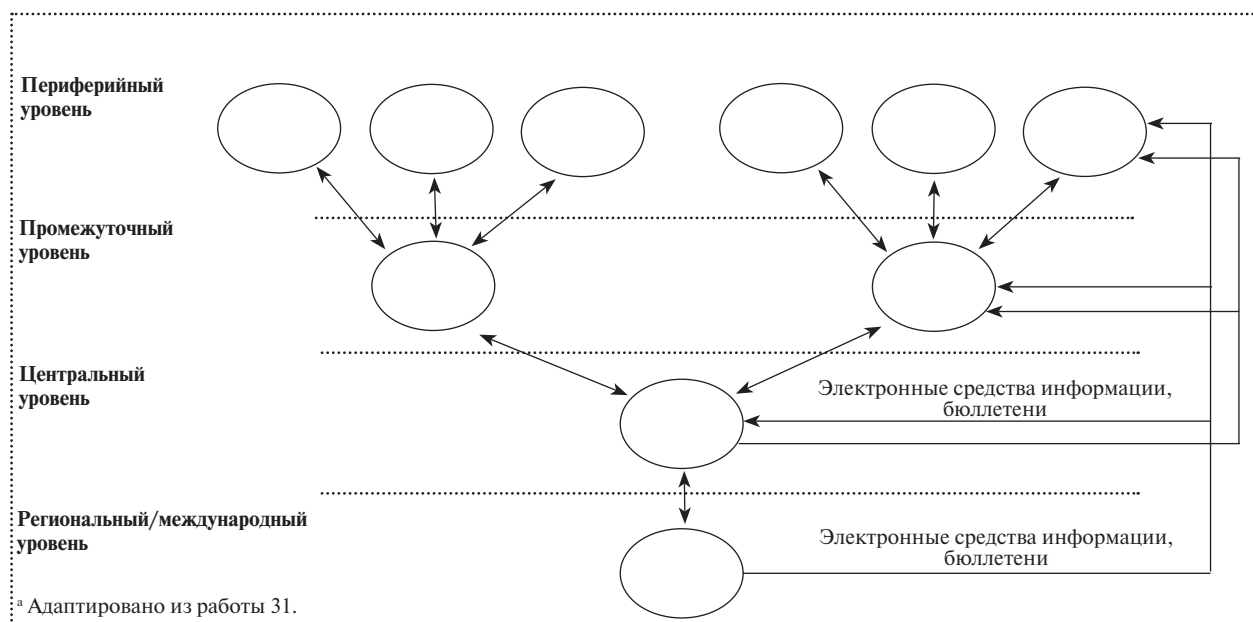 Периферийный
уровень
Промежуточный
уровень
Центральный
уровень
Электронные средства информации,
бюллетени
Региональный/международный
уровень
Электронные средства информации,
бюллетени
ᵃ Адаптировано из работы 31.